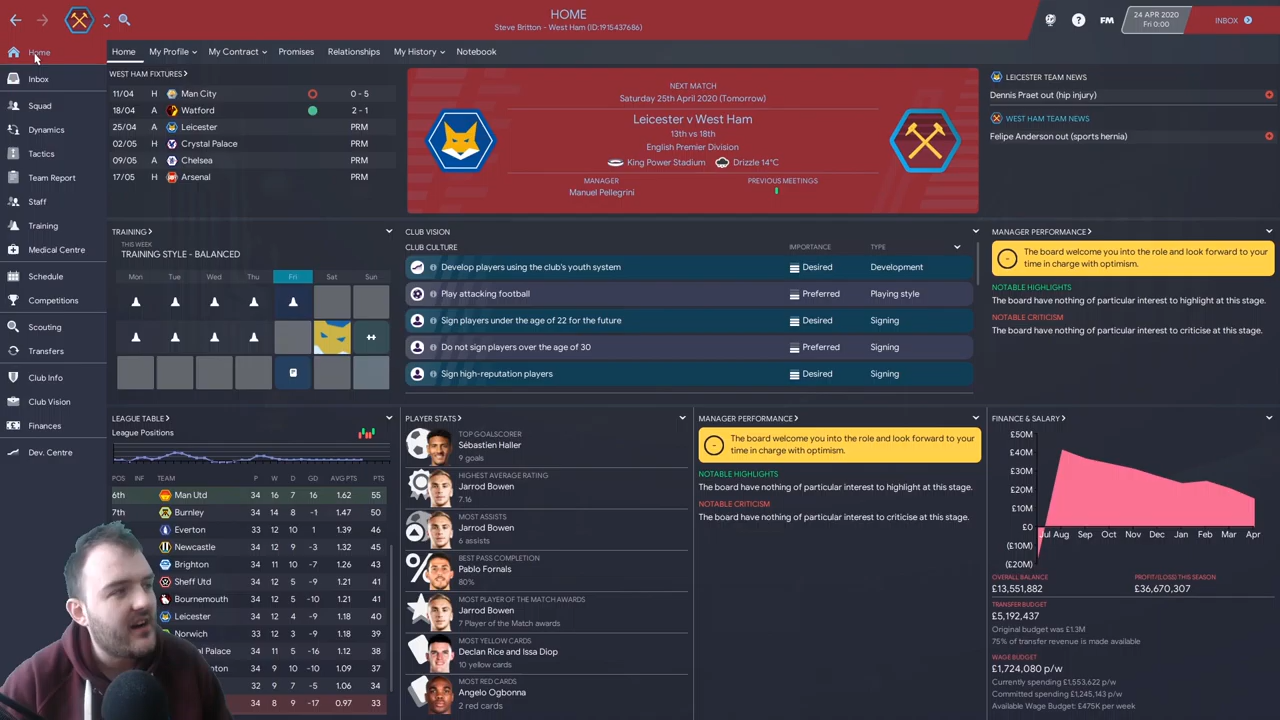 HOME
Steve Britton - West Ham (ID:1915437686)
FM
24 APR 2020
Fri 0:00
INBOX
Home
Inbox
Squad
Dynamics
Tactics
Team Report
Staff
Training
Medical Centre
Schedule
Competitions
Scouting
Transfers
Club Info
Club Vision
Finances
Dev. Centre
Home My Profile My Contract Promises Relationships My History Notebook
WEST HAM FIXTURES
11/04 H Man City 0 - 5
18/04 A Watford 2 - 1
25/04 A Leicester PRM
02/05 H Crystal Palace PRM
09/05 A Chelsea PRM
17/05 H Arsenal PRM
NEXT MATCH
Saturday 25th April 2020 (Tomorrow)
Leicester v West Ham
13th vs 18th
English Premier Division
King Power Stadium Drizzle 14°C
MANAGER
Manuel Pellegrini
PREVIOUS MEETINGS
LEICESTER TEAM NEWS
Dennis Praet out (hip injury)
WEST HAM TEAM NEWS
Felipe Anderson out (sports hernia)
TRAINING
THIS WEEK
TRAINING STYLE - BALANCED
Mon Tue Wed Thu Fri Sat Sun
CLUB VISION
CLUB CULTURE IMPORTANCE TYPE
Develop players using the club's youth system Desired Development
Play attacking football Preferred Playing style
Sign players under the age of 22 for the future Desired Signing
Do not sign players over the age of 30 Preferred Signing
Sign high-reputation players Desired Signing
MANAGER PERFORMANCE
The board welcome you into the role and look forward to your
time in charge with optimism.
NOTABLE HIGHLIGHTS
The board have nothing of particular interest to highlight at this stage.
NOTABLE CRITICISM
The board have nothing of particular interest to criticise at this stage.
LEAGUE TABLE
League Positions
POS INF TEAM P W D GD AVG PTS PTS
6th Man Utd 34 16 7 16 1.62 55
7th Burnley 34 14 8 -1 1.47 50
Everton 33 12 10 1 1.39 46
Newcastle 34 12 9 -3 1.32 45
Brighton 34 11 10 -7 1.26 43
Sheff Utd 34 12 5 -9 1.21 41
Bournemouth 34 12 5 -10 1.21 41
Leicester 34 11 7 -14 1.18 40
Norwich 33 12 3 -9 1.18 39
Palace 34 11 5 -16 1.12 38
34 9 10 -10 1.09 37
32 9 7 -5 1.06 34
34 8 9 -17 0.97 33
PLAYER STATS
TOP GOALSCORER
Sébastien Haller
9 goals
HIGHEST AVERAGE RATING
Jarrod Bowen
7.16
MOST ASSISTS
Jarrod Bowen
6 assists
BEST PASS COMPLETION
Pablo Fornals
80%
MOST PLAYER OF THE MATCH AWARDS
Jarrod Bowen
7 Player of the Match awards
MOST YELLOW CARDS
Declan Rice and Issa Diop
10 yellow cards
MOST RED CARDS
Angelo Ogbonna
2 red cards
MANAGER PERFORMANCE
The board welcome you into the role and look forward to your
time in charge with optimism.
NOTABLE HIGHLIGHTS
The board have nothing of particular interest to highlight at this stage.
NOTABLE CRITICISM
The board have nothing of particular interest to criticise at this stage.
FINANCE & SALARY
£50M
£40M
£30M
£20M
£10M
£0
(£10M)
(£20M)
Jul Aug Sep Oct Nov Dec Jan Feb Mar Apr
OVERALL BALANCE
£13,551,882
PROFIT/(LOSS) THIS SEASON
£36,670,307
TRANSFER BUDGET
£5,192,437
Original budget was £1.3M
75% of transfer revenue is made available
WAGE BUDGET
£1,724,080 p/w
Currently spending £1,553,622 p/w
Committed spending £1,245,143 p/w
Available Wage Budget: £475K per week